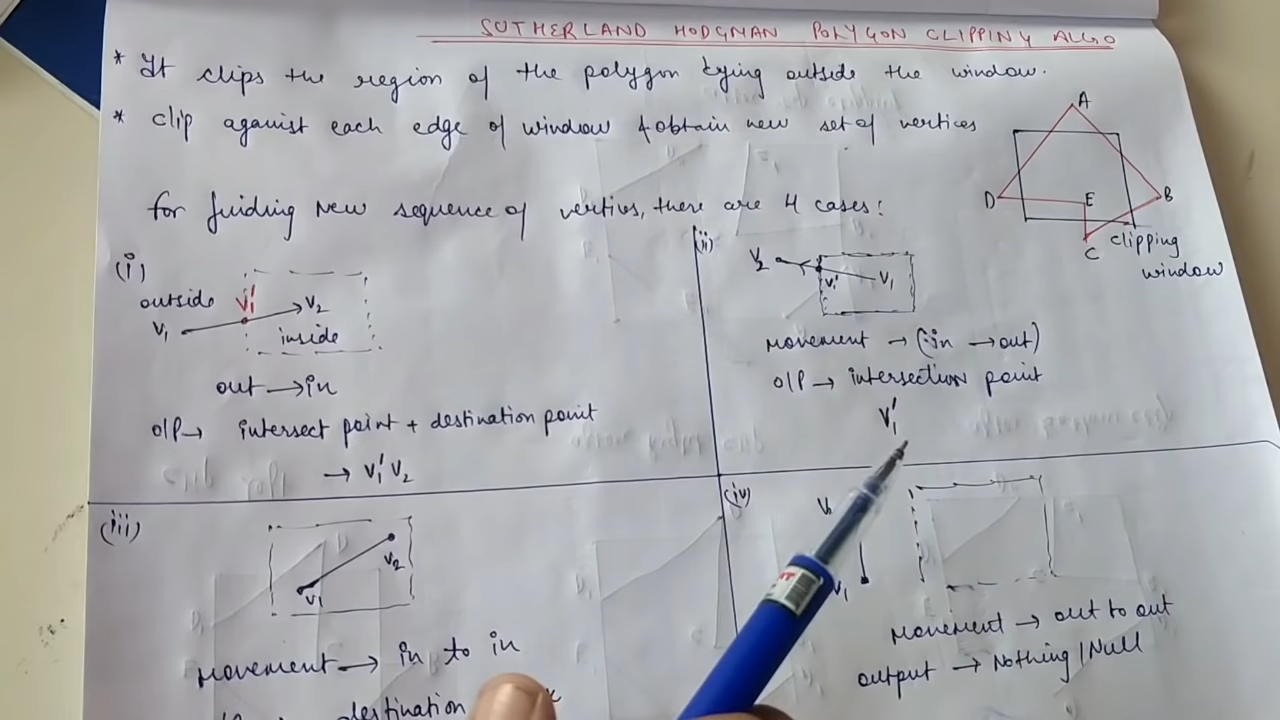 SUTHERLAND HODGMAN POLYGON CLIPPING ALGO
* It clips the region of the polygon lying outside the window.
* clip against each edge of window & obtain new set of vertices
A
D
E
B
C
clipping
window
for finding New sequence of vertives, there are 4 cases:
(i)
outside
V1'
V2
V1
inside
out → in
O/P → intersect point + destination point
→ V1' V2
(ii)
V2
V1'
V1
Movement → (in → out)
O/P → intersection point
V1'
(iii)
V2
V1
Movement → in to in
destination
(iv)
V1
Movement → out to out
output → Nothing/Null